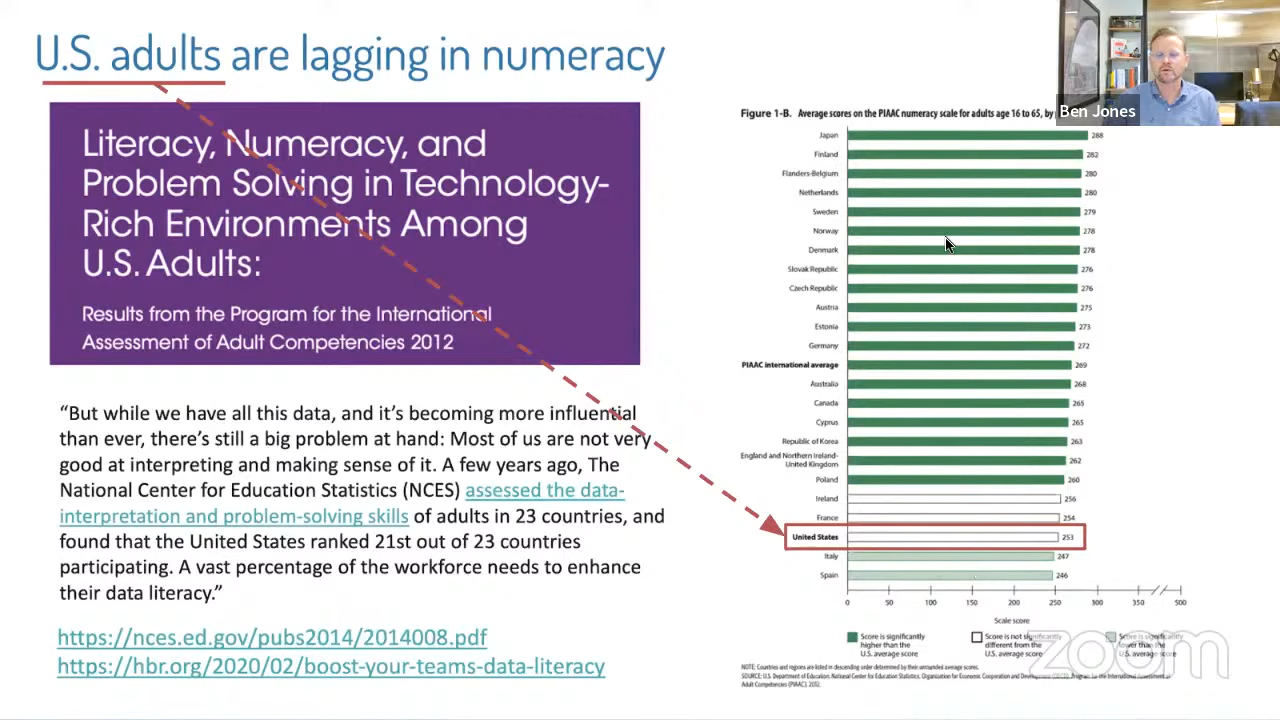 U.S. adults are lagging in numeracy
Ben Jones
Literacy, Numeracy, and
Problem Solving in Technology-
Rich Environments Among
U.S. Adults:
Results from the Program for the International
Assessment of Adult Competencies 2012
“But while we have all this data, and it’s becoming more influential
than ever, there’s still a big problem at hand: Most of us are not very
good at interpreting and making sense of it. A few years ago, The
National Center for Education Statistics (NCES) assessed the data-
interpretation and problem-solving skills of adults in 23 countries, and
found that the United States ranked 21st out of 23 countries
participating. A vast percentage of the workforce needs to enhance
their data literacy.”
https://nces.ed.gov/pubs2014/2014008.pdf
https://hbr.org/2020/02/boost-your-teams-data-literacy
Figure 1-B. Average scores on the PIAAC numeracy scale for adults age 16 to 65, by
Japan 288
Finland 282
Flanders-Belgium 280
Netherlands 280
Sweden 279
Norway 278
Denmark 278
Slovak Republic 276
Czech Republic 276
Austria 275
Estonia 273
Germany 272
PIAAC international average 269
Australia 268
Canada 265
Cyprus 265
Republic of Korea 263
England and Northern Ireland-
United Kingdom 262
Poland 260
Ireland 256
France 254
United States 253
Italy 247
Spain 246
0 50 100 150 200 250 300 350 500
Scale score
Score is significantly
higher than the
U.S. average score
Score is not significantly
different from the
U.S. average score
Score is significantly
lower than the
U.S. average score
zoom
NOTE: Countries and regions are listed in descending order determined by their unrounded average scores.
SOURCE: U.S. Department of Education, National Center for Education Statistics, Organization for Economic Cooperation and Development (OECD), Program for the International Assessment of
Adult Competencies (PIAAC), 2012.